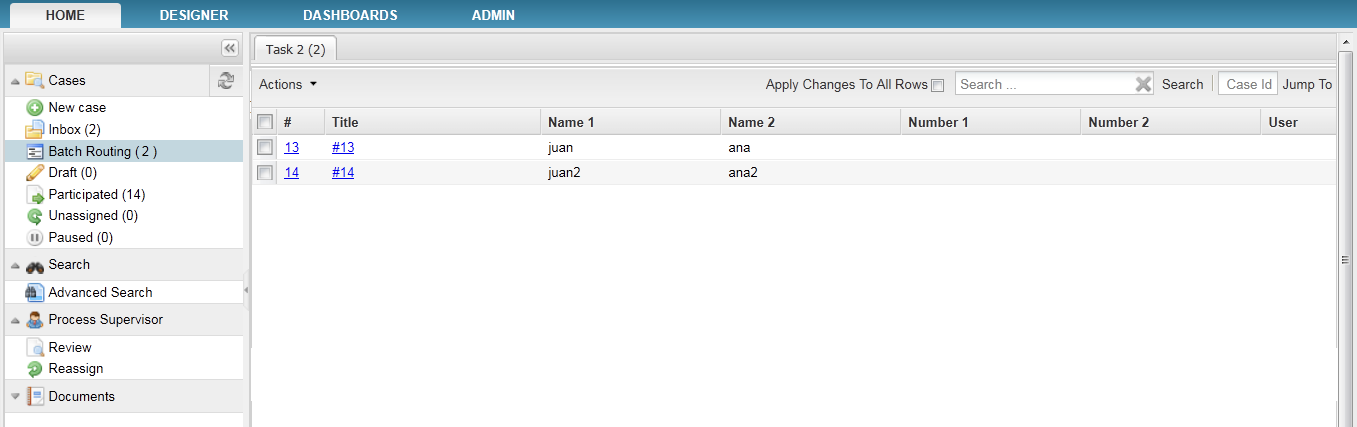 HOME DESIGNER DASHBOARDS ADMIN
Cases
New case
Inbox (2)
Batch Routing ( 2 )
Draft (0)
Participated (14)
Unassigned (0)
Paused (0)
Search
Advanced Search
Process Supervisor
Review
Reassign
Documents
Task 2 (2)
Actions Apply Changes To All Rows Search ... Search Case Id Jump To
# Title Name 1 Name 2 Number 1 Number 2 User
13 #13 juan ana
14 #14 juan2 ana2